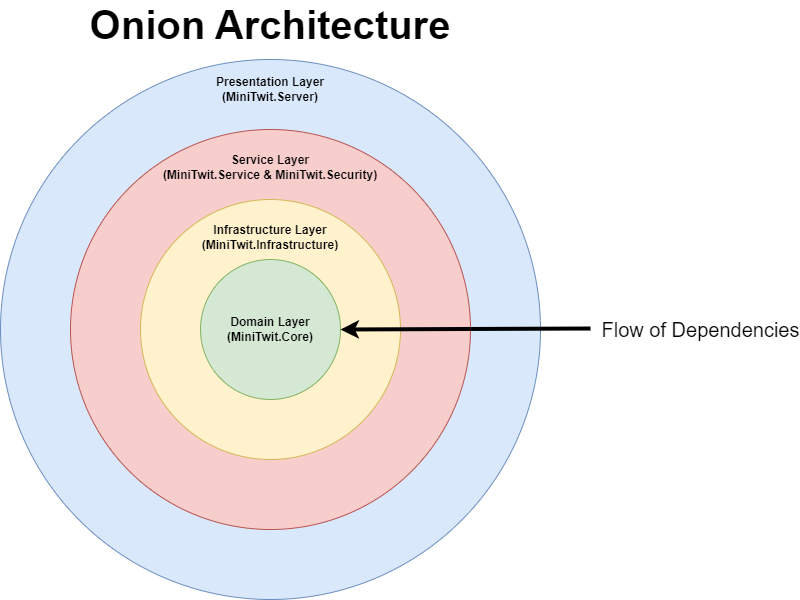 Onion Architecture
Presentation Layer
(MiniTwit.Server)
Service Layer
(MiniTwit.Service & MiniTwit.Security)
Infrastructure Layer
(MiniTwit.Infrastructure)
Domain Layer
(MiniTwit.Core)
Flow of Dependencies